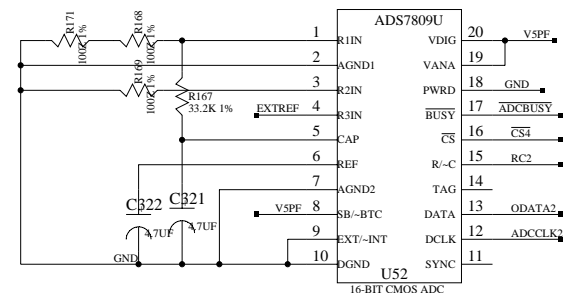 ADS7809U
R171
100Z 1%
R168
100Z 1%
R169
100Z 1%
R167
33.2K 1%
EXTREF
V5PF
C322
4.7UF
C321
4.7UF
GND
1 R1IN
2 AGND1
3 R2IN
4 R3IN
5 CAP
6 REF
7 AGND2
8 SB/~BTC
9 EXT/~INT
10 DGND
VDIG 20 V5PF
VANA 19
PWRD 18 GND
BUSY 17 ADCBUSY
CS 16 CS4
R/~C 15 RC2
TAG 14
DATA 13 ODATA2
DCLK 12 ADCCLK2
SYNC 11
U52
16-BIT CMOS ADC